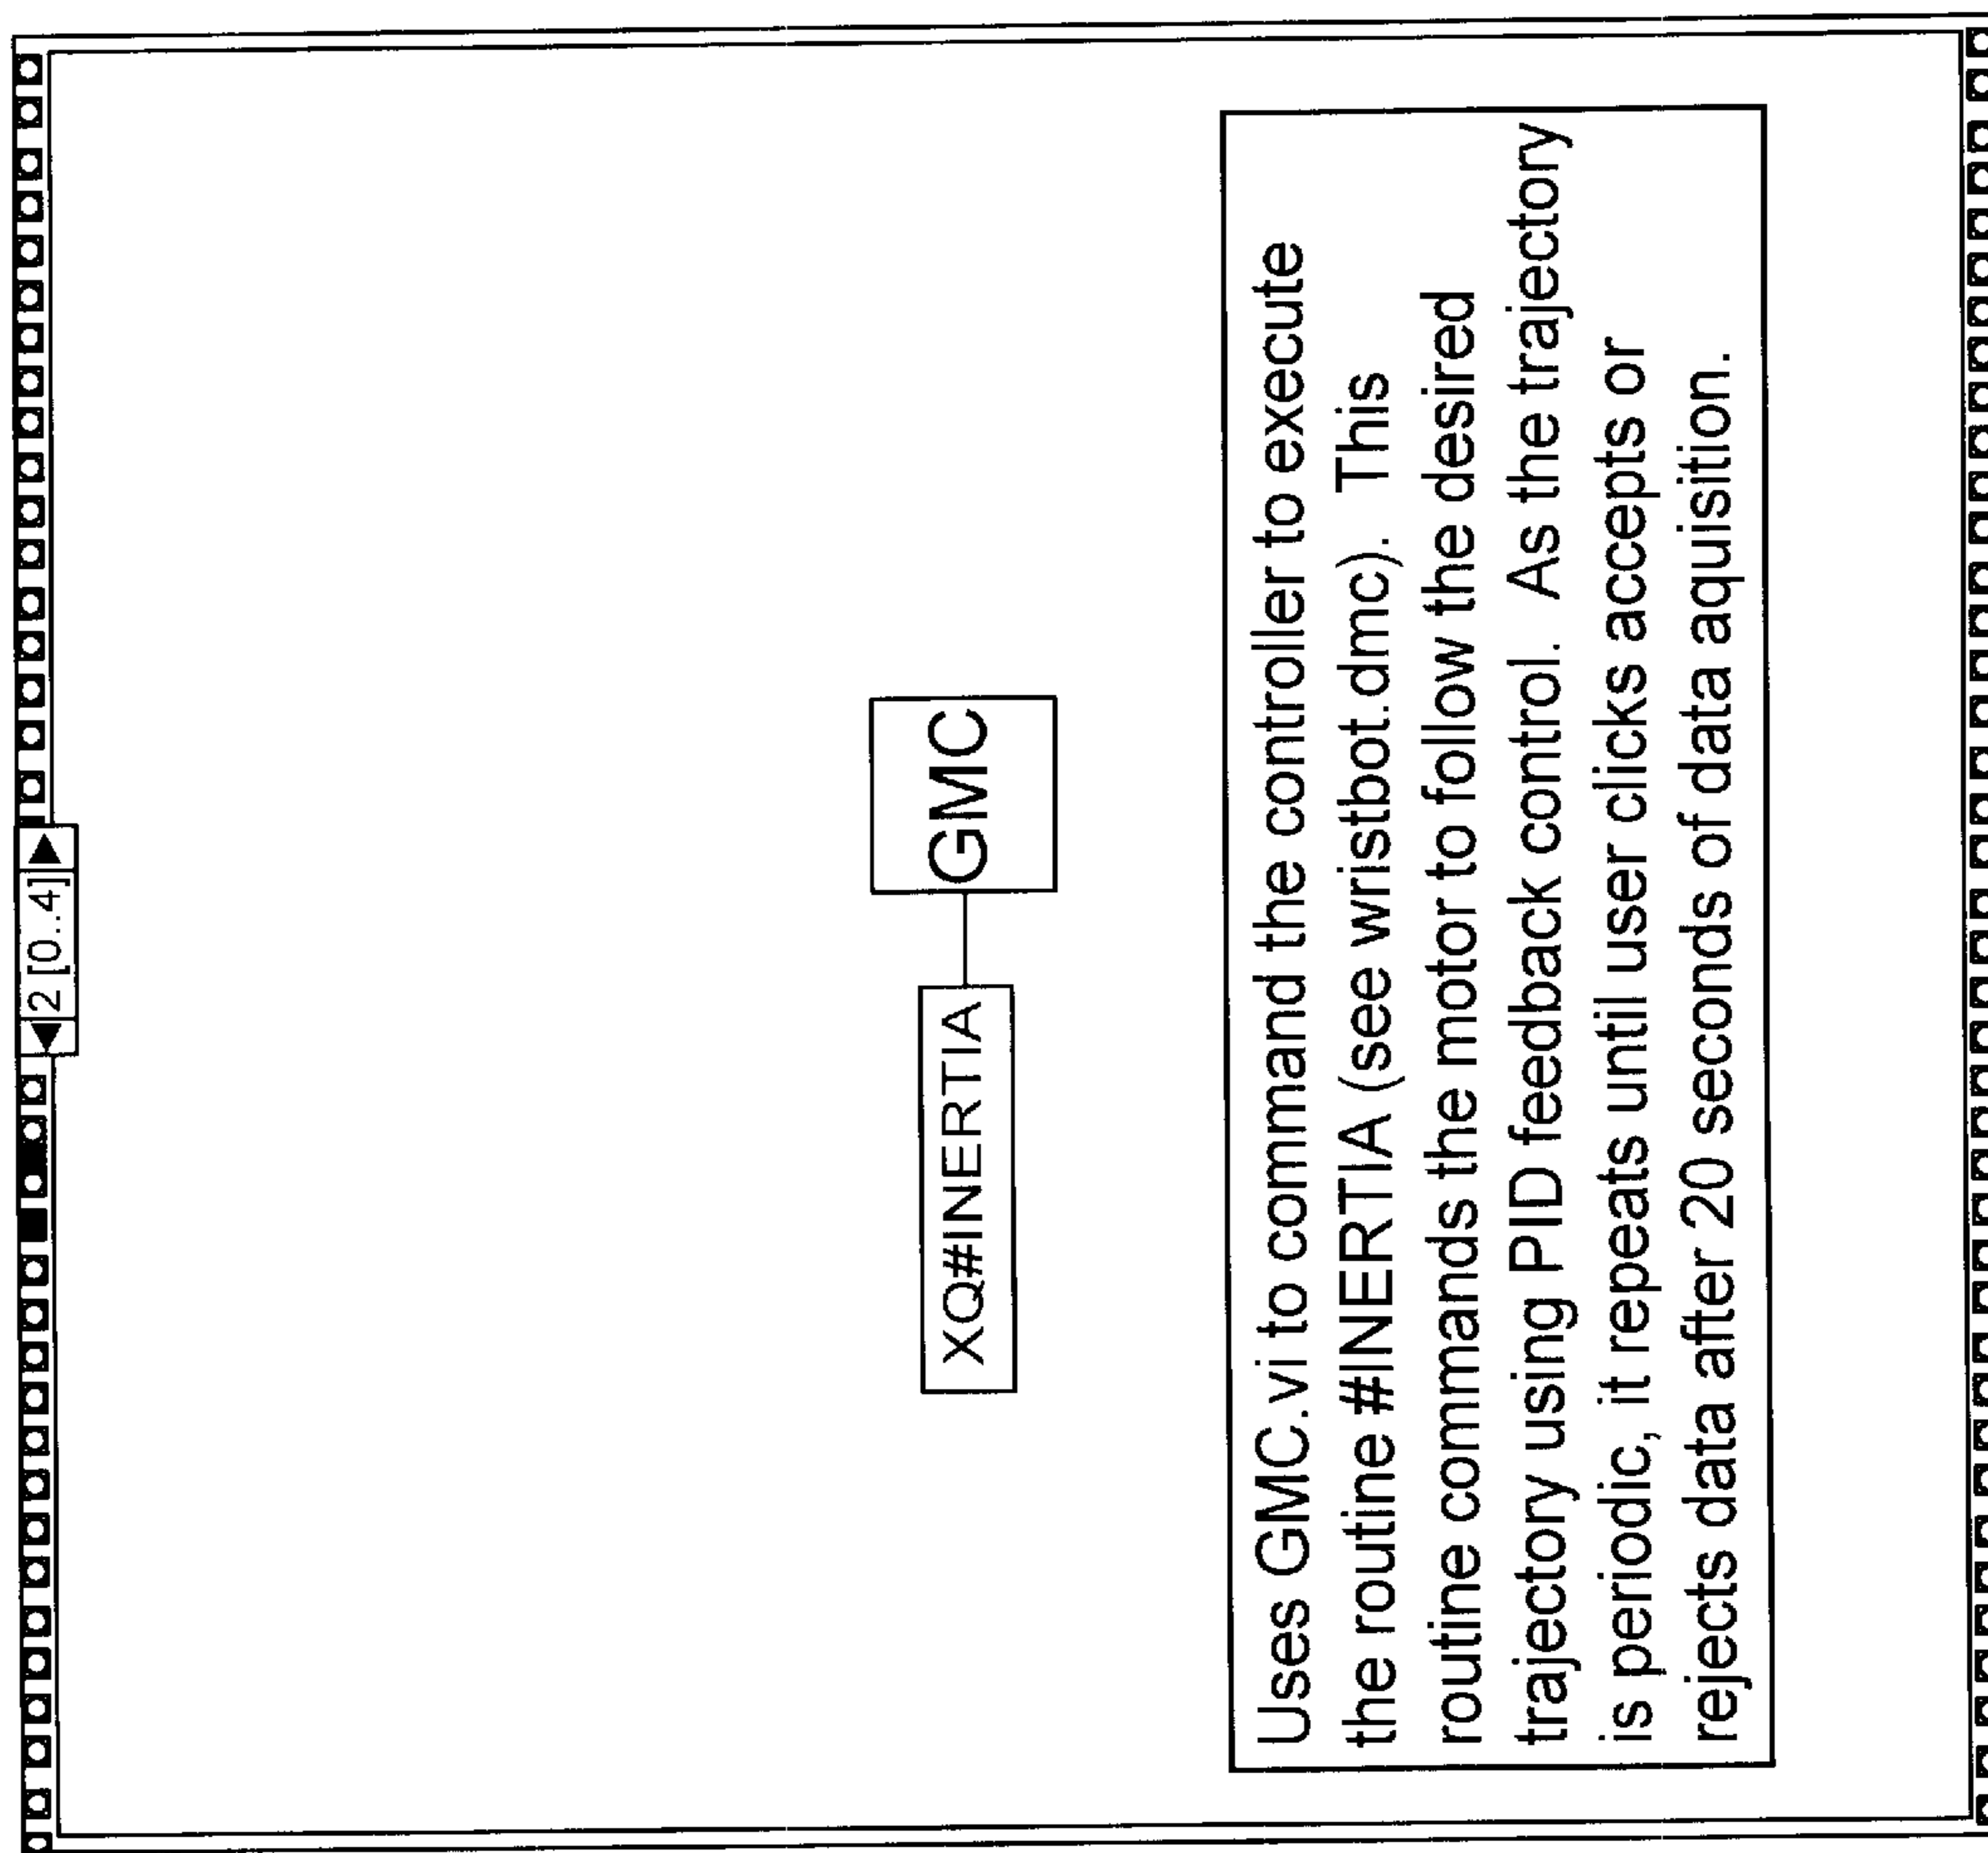 2 [0..4]
XQ#INERTIA
GMC
Uses GMC.vi to command the controller to execute
the routine #INERTIA (see wristbot.dmc).  This
routine commands the motor to follow the desired
trajectory using PID feedback control.  As the trajectory
is periodic, it repeats until user clicks accepts or
rejects data after 20 seconds of data aquisition.